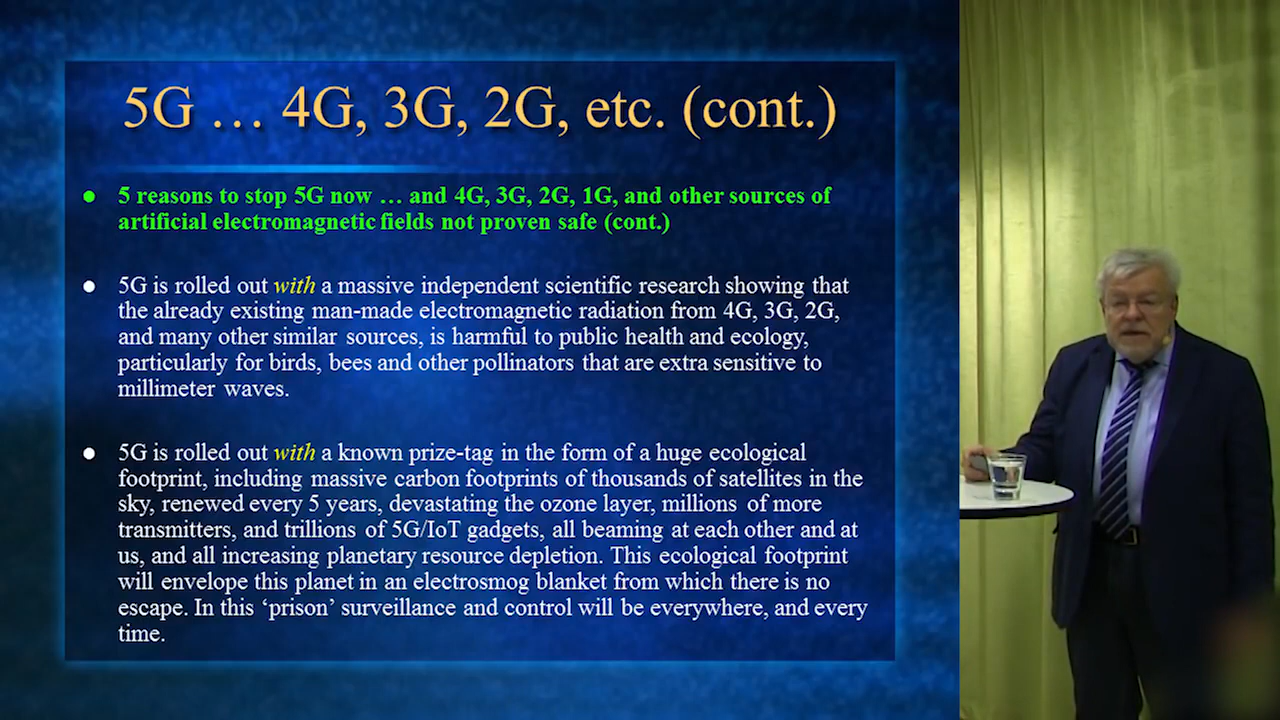 5G … 4G, 3G, 2G, etc. (cont.)
5 reasons to stop 5G now … and 4G, 3G, 2G, 1G, and other sources of
artificial electromagnetic fields not proven safe (cont.)
5G is rolled out with a massive independent scientific research showing that
the already existing man-made electromagnetic radiation from 4G, 3G, 2G,
and many other similar sources, is harmful to public health and ecology,
particularly for birds, bees and other pollinators that are extra sensitive to
millimeter waves.
5G is rolled out with a known prize-tag in the form of a huge ecological
footprint, including massive carbon footprints of thousands of satellites in the
sky, renewed every 5 years, devastating the ozone layer, millions of more
transmitters, and trillions of 5G/IoT gadgets, all beaming at each other and at
us, and all increasing planetary resource depletion. This ecological footprint
will envelope this planet in an electrosmog blanket from which there is no
escape. In this ‘prison’ surveillance and control will be everywhere, and every
time.